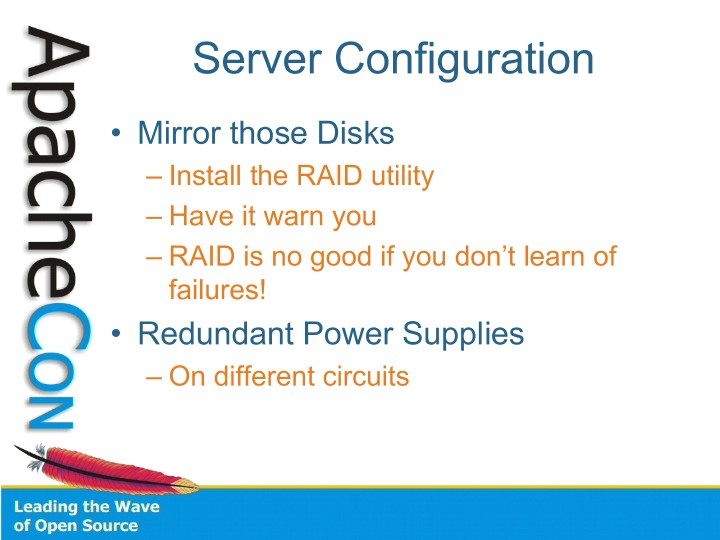 ApacheCon
Server Configuration
• Mirror those Disks
– Install the RAID utility
– Have it warn you
– RAID is no good if you don’t learn of
failures!
• Redundant Power Supplies
– On different circuits
Leading the Wave
of Open Source